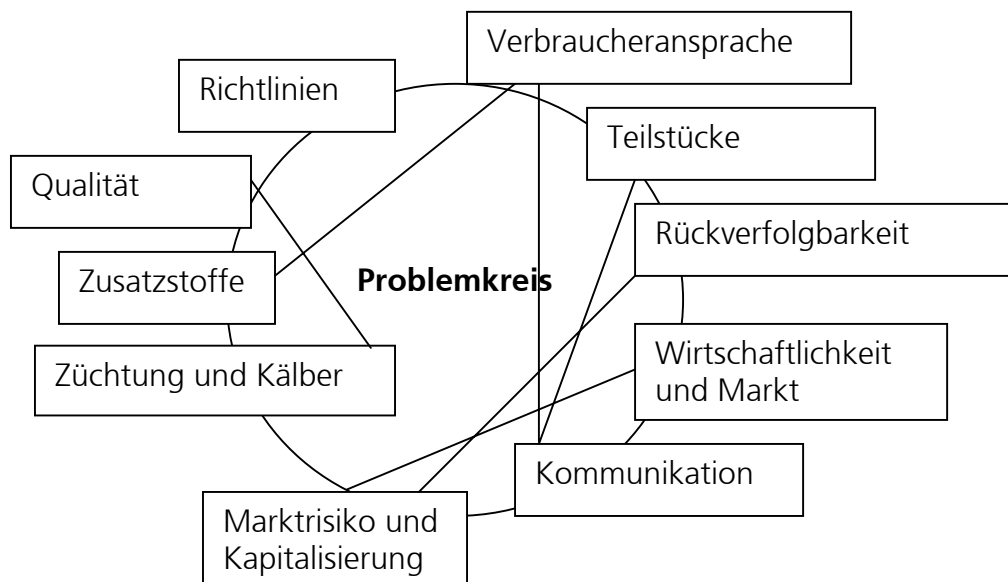 Verbraucheransprache
Richtlinien
Teilstücke
Qualität
Rückverfolgbarkeit
Zusatzstoffe
Problemkreis
Wirtschaftlichkeit
und Markt
Züchtung und Kälber
Kommunikation
Marktrisiko und
Kapitalisierung